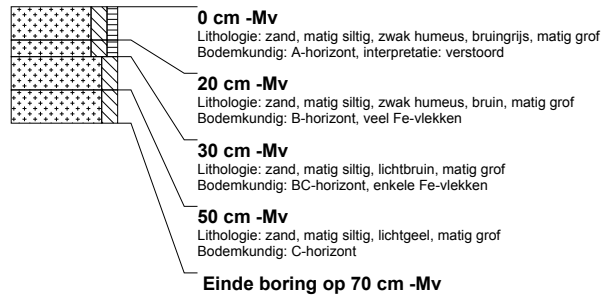 0 cm -Mv
Lithologie: zand, matig siltig, zwak humeus, bruingrijs, matig grof
Bodemkundig: A-horizont, interpretatie: verstoord
20 cm -Mv
Lithologie: zand, matig siltig, zwak humeus, bruin, matig grof
Bodemkundig: B-horizont, veel Fe-vlekken
30 cm -Mv
Lithologie: zand, matig siltig, lichtbruin, matig grof
Bodemkundig: BC-horizont, enkele Fe-vlekken
50 cm -Mv
Lithologie: zand, matig siltig, lichtgeel, matig grof
Bodemkundig: C-horizont
Einde boring op 70 cm -Mv